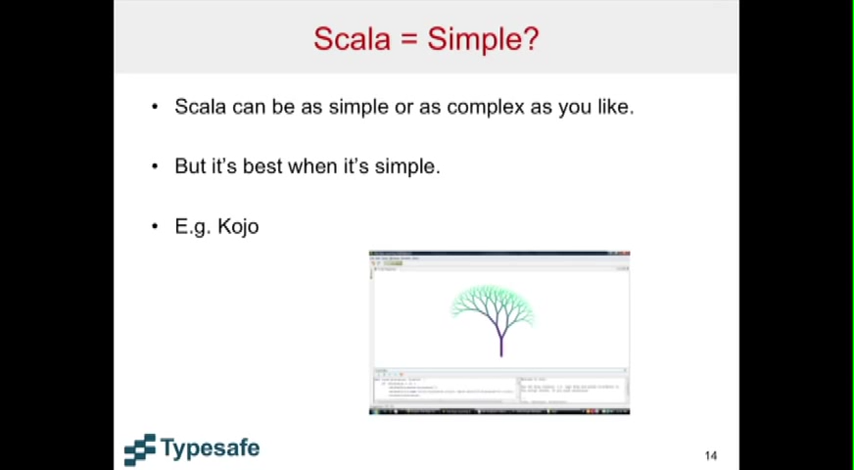 Scala = Simple?
• Scala can be as simple or as complex as you like.
• But it's best when it's simple.
• E.g. Kojo
Typesafe
14